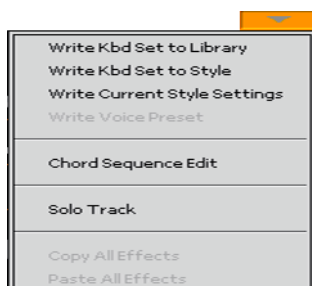 Write Kbd Set to Library
Write Kbd Set to Style
Write Current Style Settings
Write Voice Preset
Chord Sequence Edit
Solo Track
Copy All Effects
Paste All Effects